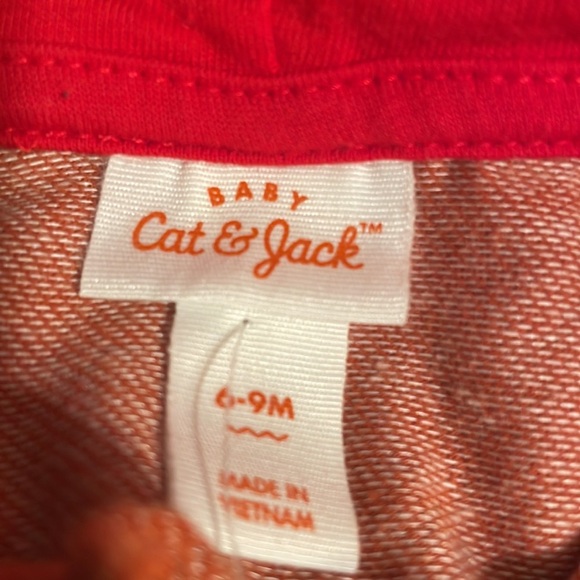 BABY
Cat & Jack™
6-9M
MADE IN
VIETNAM